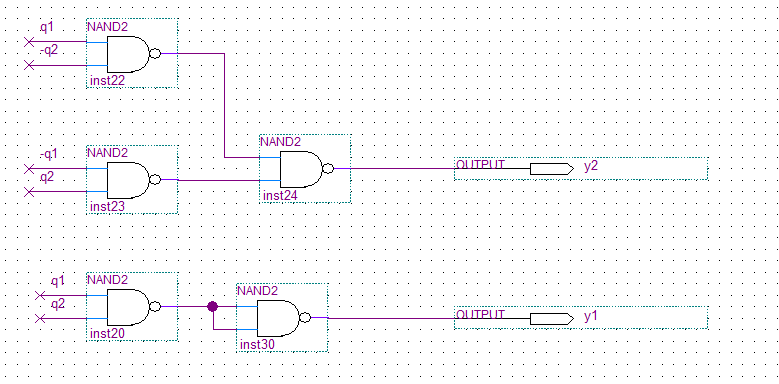 q1
NAND2
-q2
inst22
-q1
NAND2
q2
inst23
NAND2
inst24
OUTPUT
y2
q1
NAND2
q2
inst20
NAND2
inst30
OUTPUT
y1